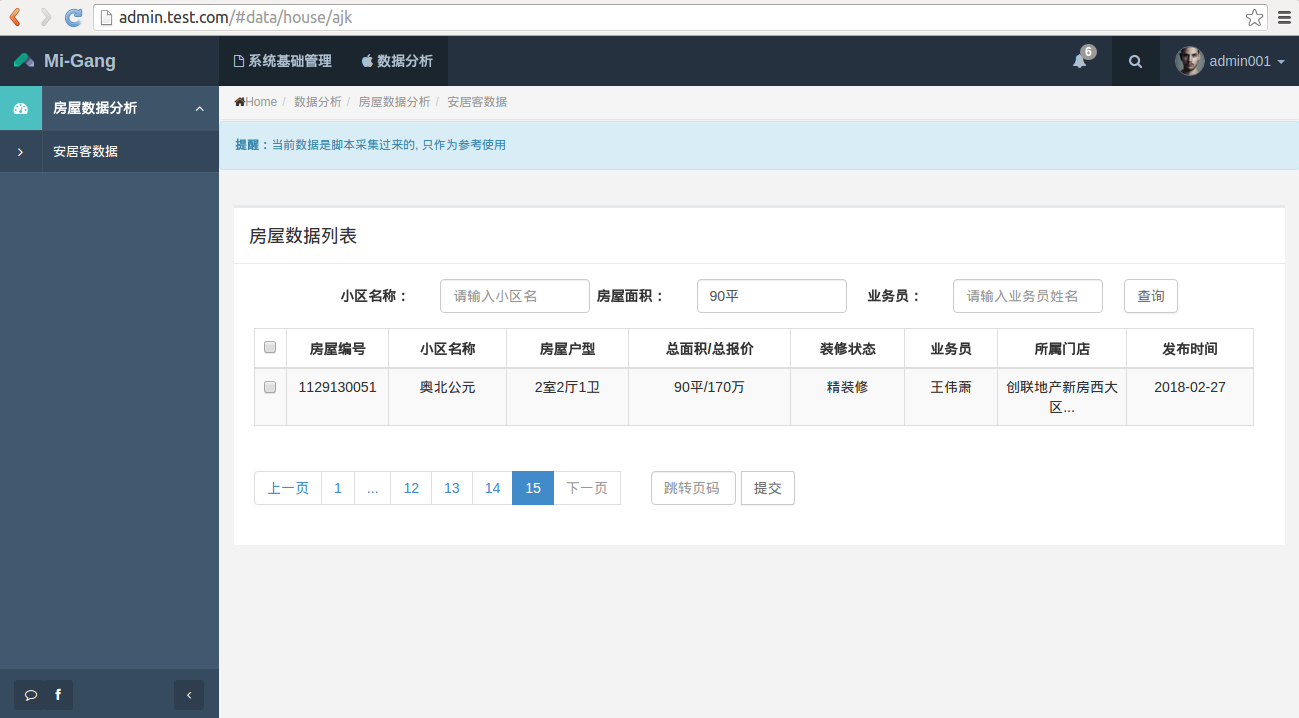 admin.test.com/#data/house/ajk
Mi-Gang
系统基础管理 数据分析
6
admin001
房屋数据分析
安居客数据
Home / 数据分析 / 房屋数据分析 / 安居客数据
提醒：当前数据是脚本采集过来的, 只作为参考使用
房屋数据列表
小区名称： 请输入小区名 房屋面积： 90平 业务员： 请输入业务员姓名 查询
房屋编号 小区名称 房屋户型 总面积/总报价 装修状态 业务员 所属门店 发布时间
1129130051 奥北公元 2室2厅1卫 90平/170万 精装修 王伟萧 创联地产新房西大 2018-02-27
区...
上一页 1 ... 12 13 14 15 下一页 跳转页码 提交
f